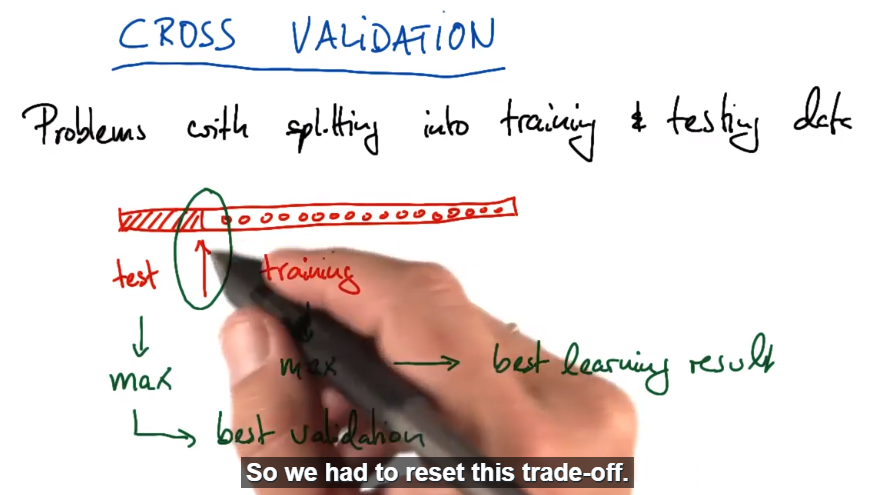 CROSS VALIDATION
Problems with splitting into training & testing data
test
training
max
max → best learning result
best validation
So we had to reset this trade-off.